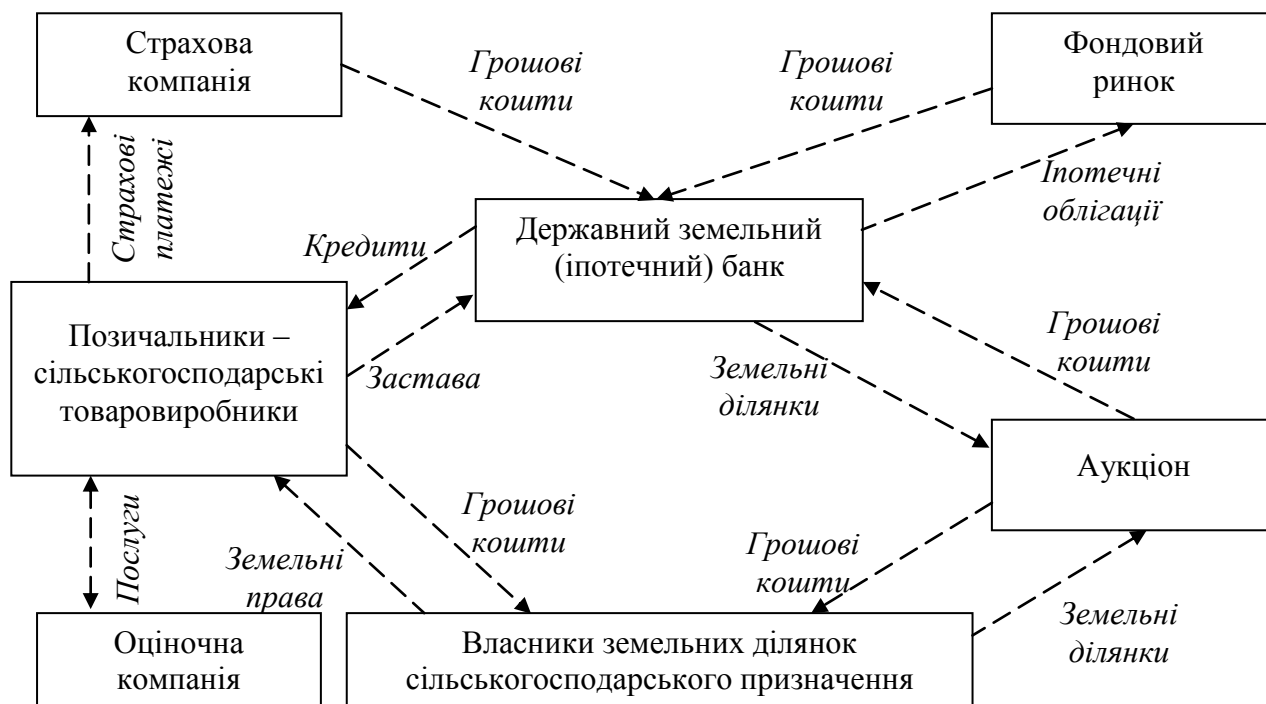 Страхова
компанія
Грошові
кошти
Грошові
кошти
Фондовий
ринок
Страхові
платежі
Іпотечні
облігації
Державний земельний
(іпотечний) банк
Кредити
Позичальники –
сільськогосподарські
товаровиробники
Застава
Земельні
ділянки
Грошові
кошти
Аукціон
Послуги
Грошові
кошти
Земельні
права
Грошові
кошти
Земельні
ділянки
Оціночна
компанія
Власники земельних ділянок
сільськогосподарського призначення